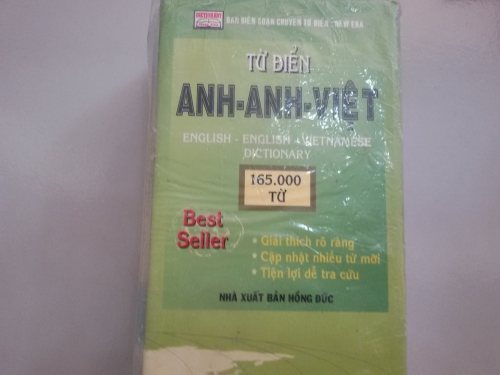 DICTIONARY
BAN BIÊN SOẠN CHUYÊN TỪ ĐIỂN : NEW ERA
TỪ ĐIỂN
ANH-ANH-VIỆT
ENGLISH - ENGLISH - VIETNAMESE
DICTIONARY
165.000
TỪ
Best
Seller
• Giải thích rõ ràng
• Cập nhật nhiều từ mới
• Tiện lợi dễ tra cứu
NHÀ XUẤT BẢN HỒNG ĐỨC